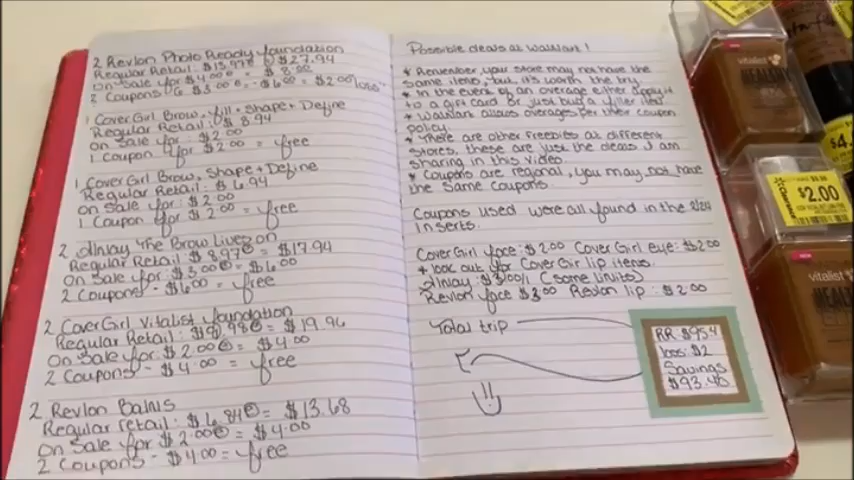 2 Revlon Photo Ready foundation
Regular Retail: $13.97 @ $27.94
On Sale for $4.00@ = $8.00
2 Coupons $3.00@ = -$6.00 = $2.00 loss
1 CoverGirl Brow, fill + Shape + Define
Regular Retail: $8.94
on Sale for: $2.00
1 Coupon for $2.00 = free
1 CoverGirl Brow, Shape + Define
Regular Retail: $6.94
on Sale for: $2.00
1 Coupon for $2.00 = free
2 Almay The Brow Lives on
Regular Retail $8.97@ = $17.94
on Sale for: $3.00@ = $6.00
2 Coupons - $6.00 = free
2 CoverGirl Vitalist foundation
Regular Retail: $9.98@ = $19.96
On Sale for: $2.00@ = $4.00
2 Coupons - $4.00 = free
2 Revlon Balms
Regular retail: $6.84@ = $13.68
on Sale for $2.00@ = $4.00
2 Coupons - $4.00 = free
Possible deals at Walmart!
* Remember, you store may not have the
same items, but it's worth the try.
* In the event of an overage either apply it
to a gift card or just buy a filler item
* Walmart allows overages per their coupon
policy.
* There are other freebies at different
stores, these are just the deals I am
sharing in this video.
* Coupons are regional, you may not have
the same coupons.
Coupons used were all found in the 2/24
Inserts.
CoverGirl face: $2.00 CoverGirl eye: $2.00
+ look out for CoverGirl lip items.
Almay: $3.00/1 (some limits)
Revlon face $3.00 Revlon lip: $2.00
Total trip
RR: $95.4
loss: $2
Savings
$93.45
vitalist
HEALTHY
Clearance
$2.00
$4.
vitalist